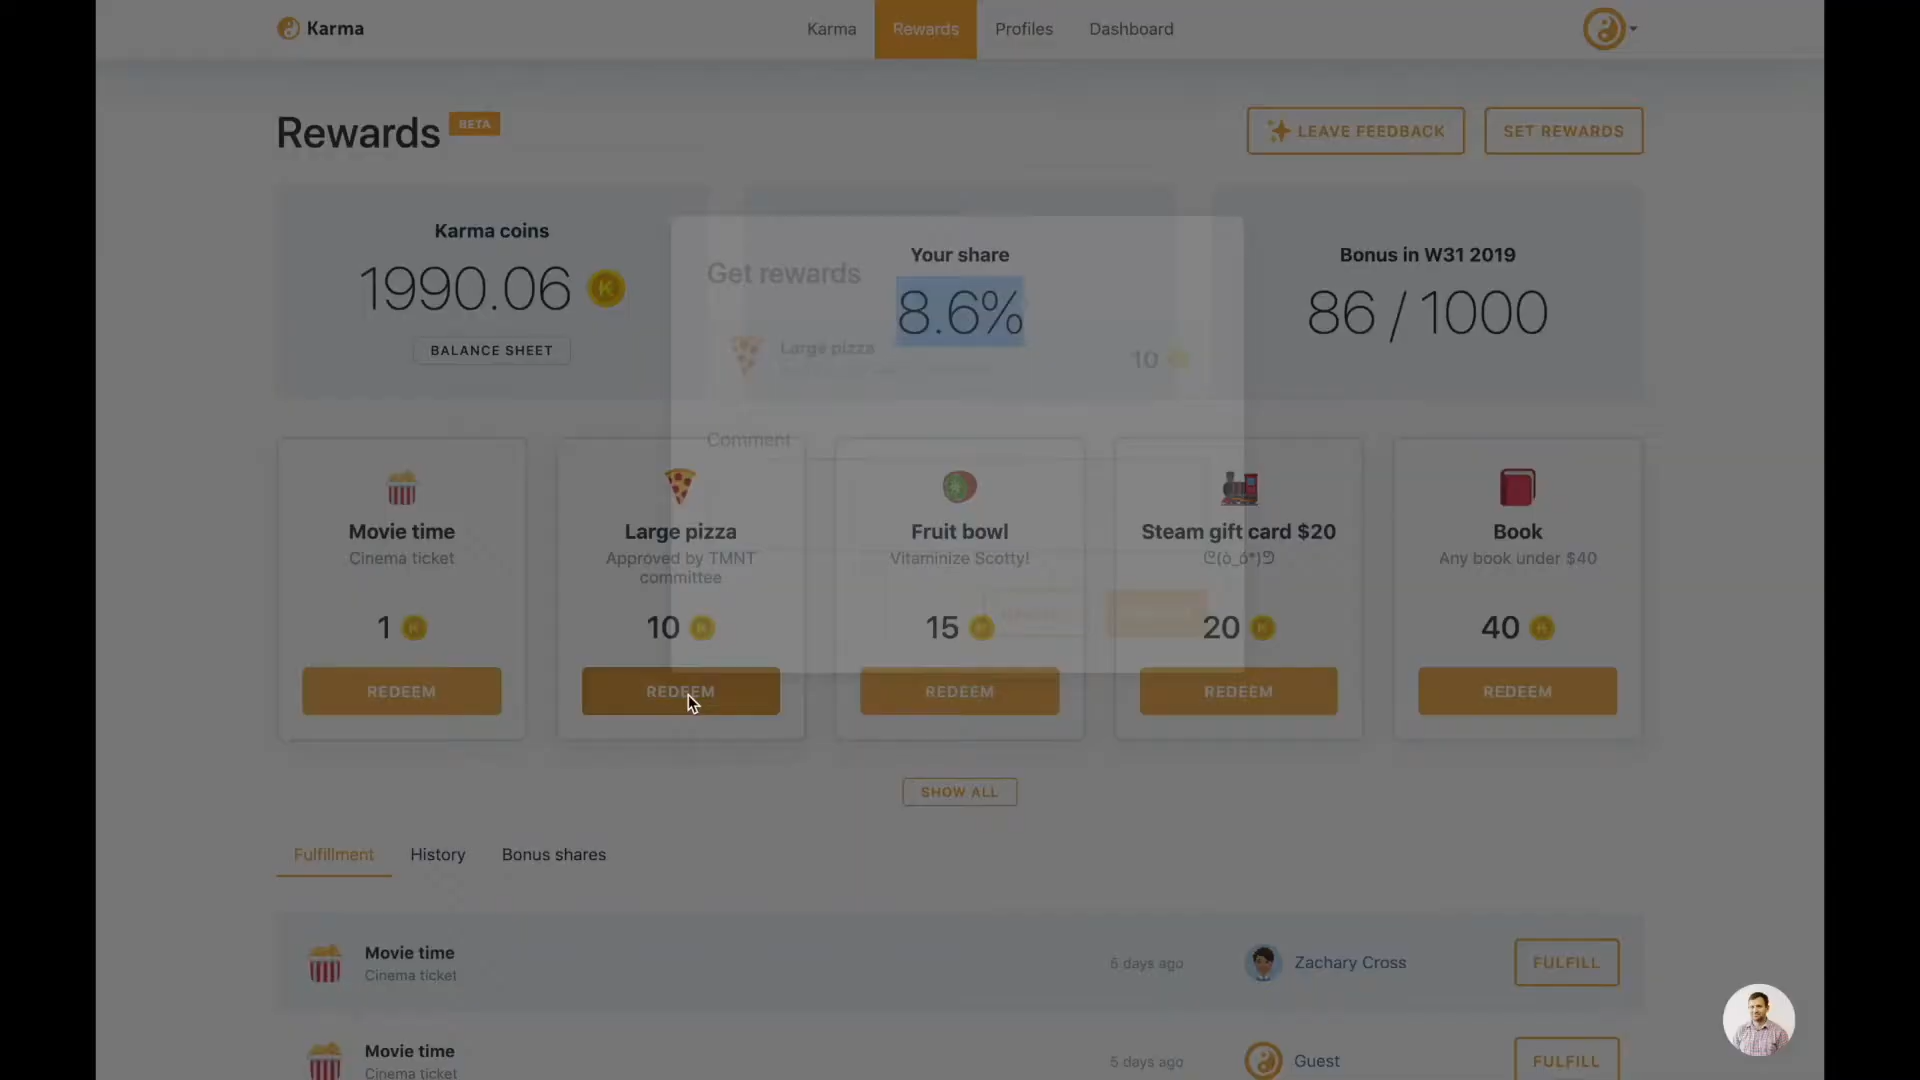 Karma
Karma
Rewards
Profiles
Dashboard
Rewards
BETA
LEAVE FEEDBACK
SET REWARDS
Karma coins
1990.06
BALANCE SHEET
Your share
8.6%
Bonus in W31 2019
86 / 1000
Get rewards
Large pizza
10
Comment
Movie time
Cinema ticket
1
REDEEM
Large pizza
Approved by TMNT
committee
10
REDEEM
Fruit bowl
Vitaminize Scotty!
15
REDEEM
Steam gift card $20
20
REDEEM
Book
Any book under $40
40
REDEEM
SHOW ALL
Fulfillment
History
Bonus shares
Movie time
Cinema ticket
6 days ago
Zachary Cross
FULFILL
Movie time
Cinema ticket
5 days ago
Guest
FULFILL